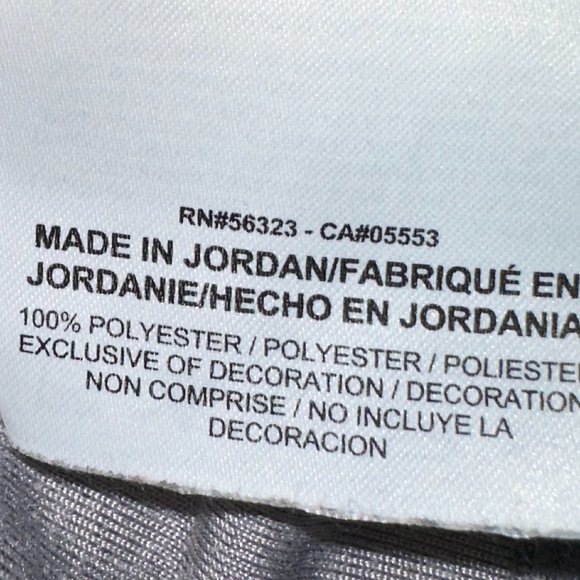 RN#56323 - CA#05553
MADE IN JORDAN/FABRIQUÉ EN
JORDANIE/HECHO EN JORDANIA
100% POLYESTER / POLYESTER / POLIESTER
EXCLUSIVE OF DECORATION / DECORATION
NON COMPRISE / NO INCLUYE LA
DECORACION